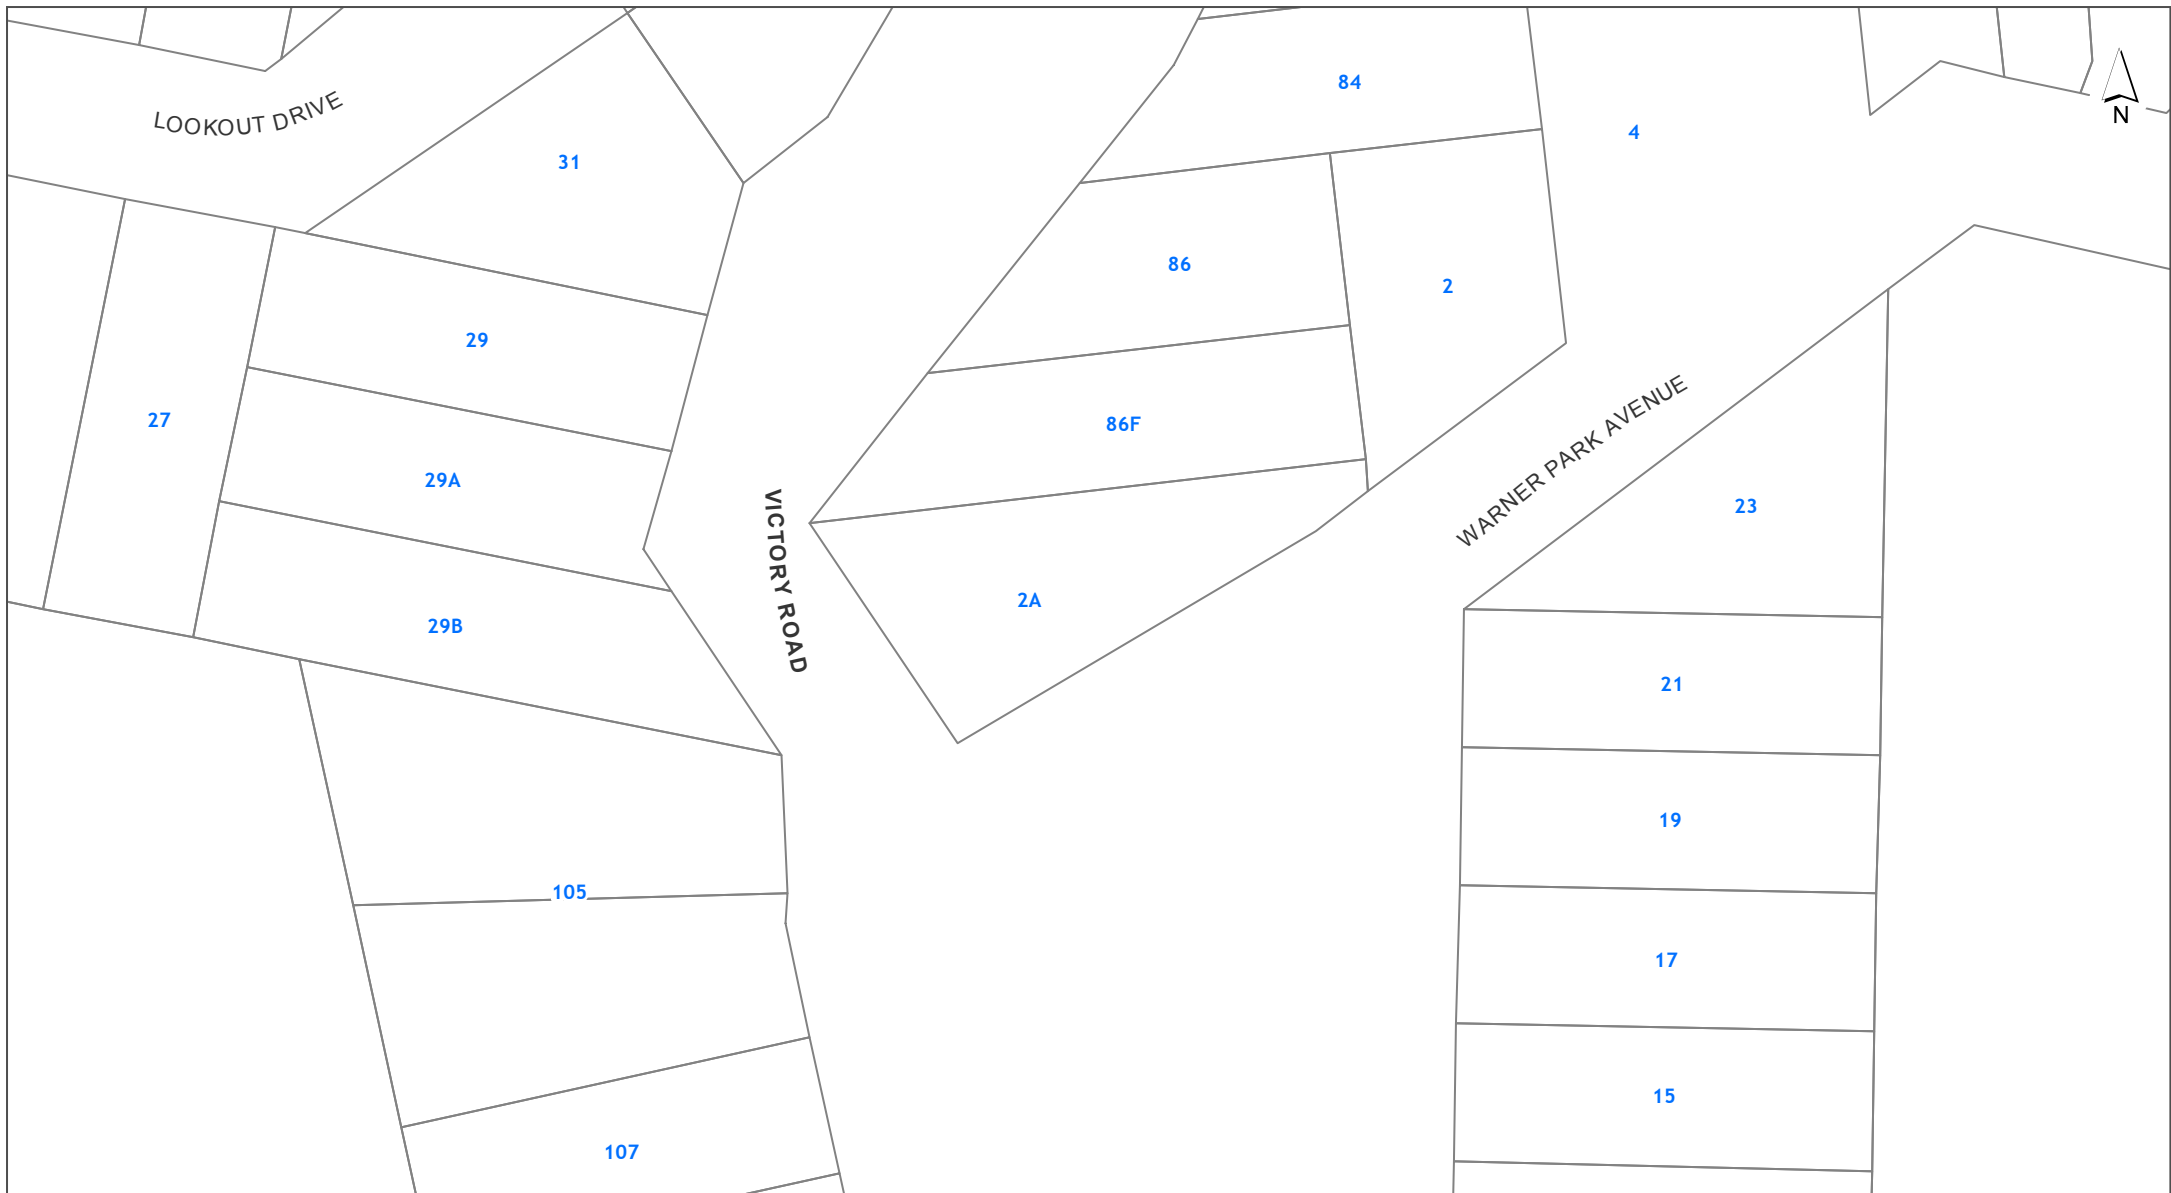 84
LOOKOUT DRIVE
N
4
31
86
2
29
27
86F
29A
WARNER PARK AVENUE
23
VICTORY ROAD
2A
29B
21
19
105
17
15
107